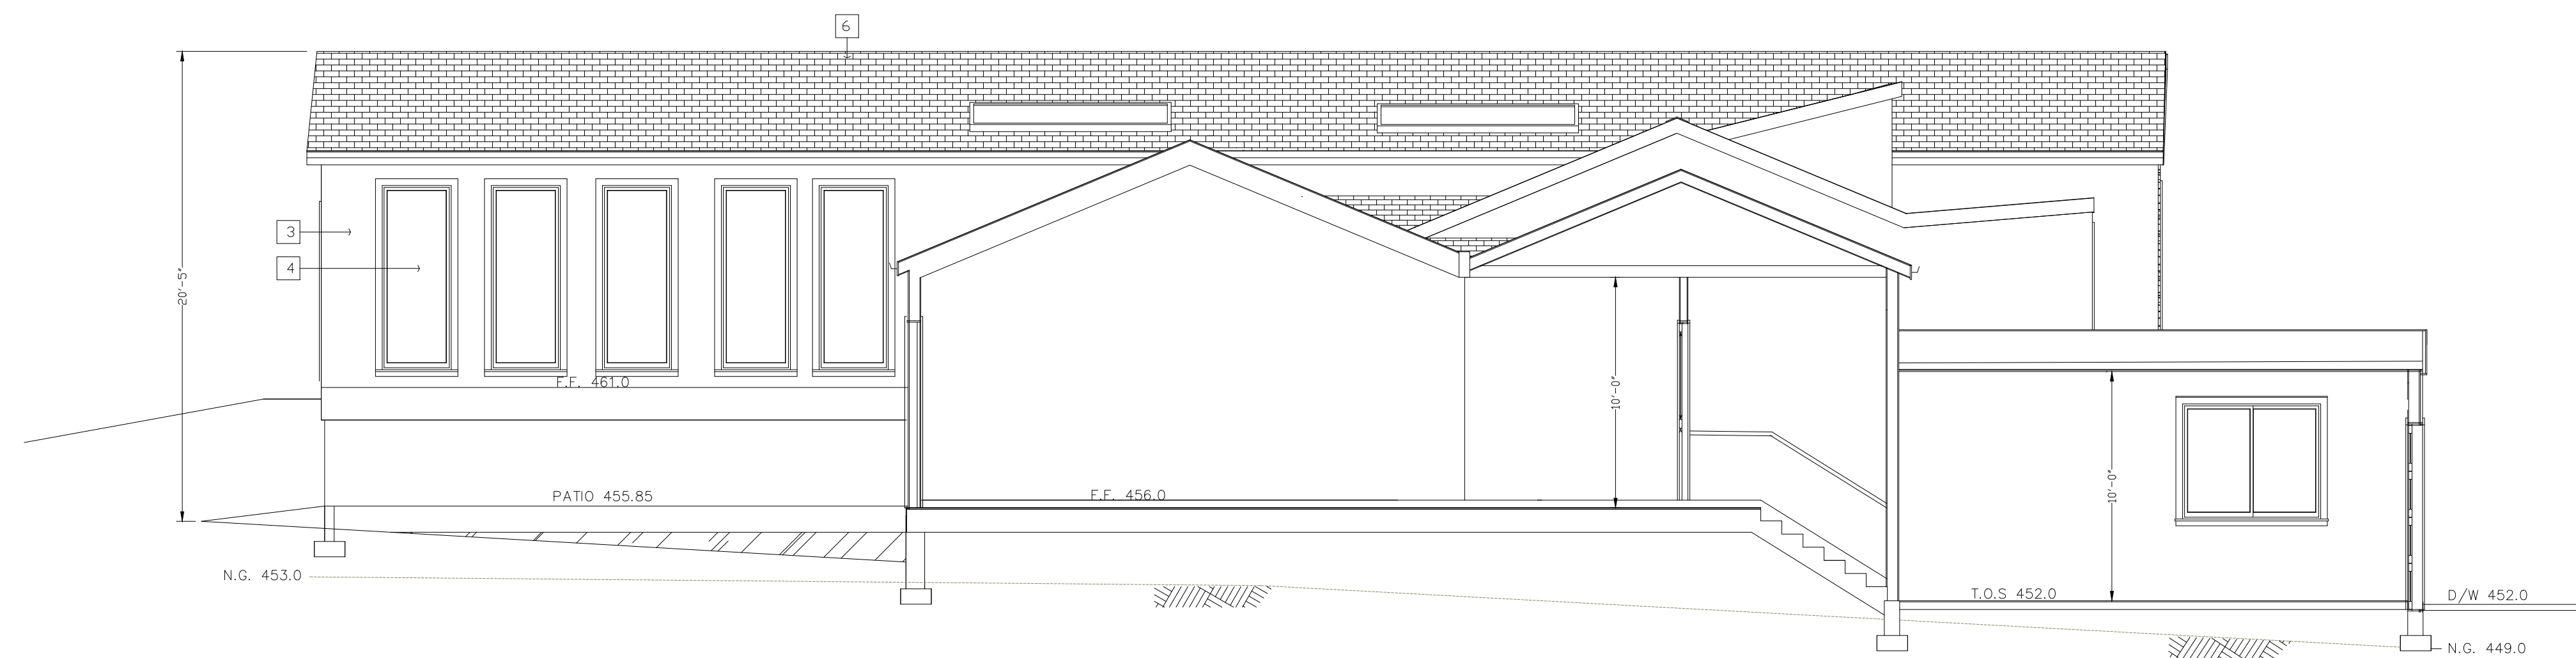 6
3
4
20'-5"
F.F. 461.0
10'-0"
10'-0"
PATIO 455.85
F.F. 456.0
N.G. 453.0
T.O.S 452.0
D/W 452.0
N.G. 449.0